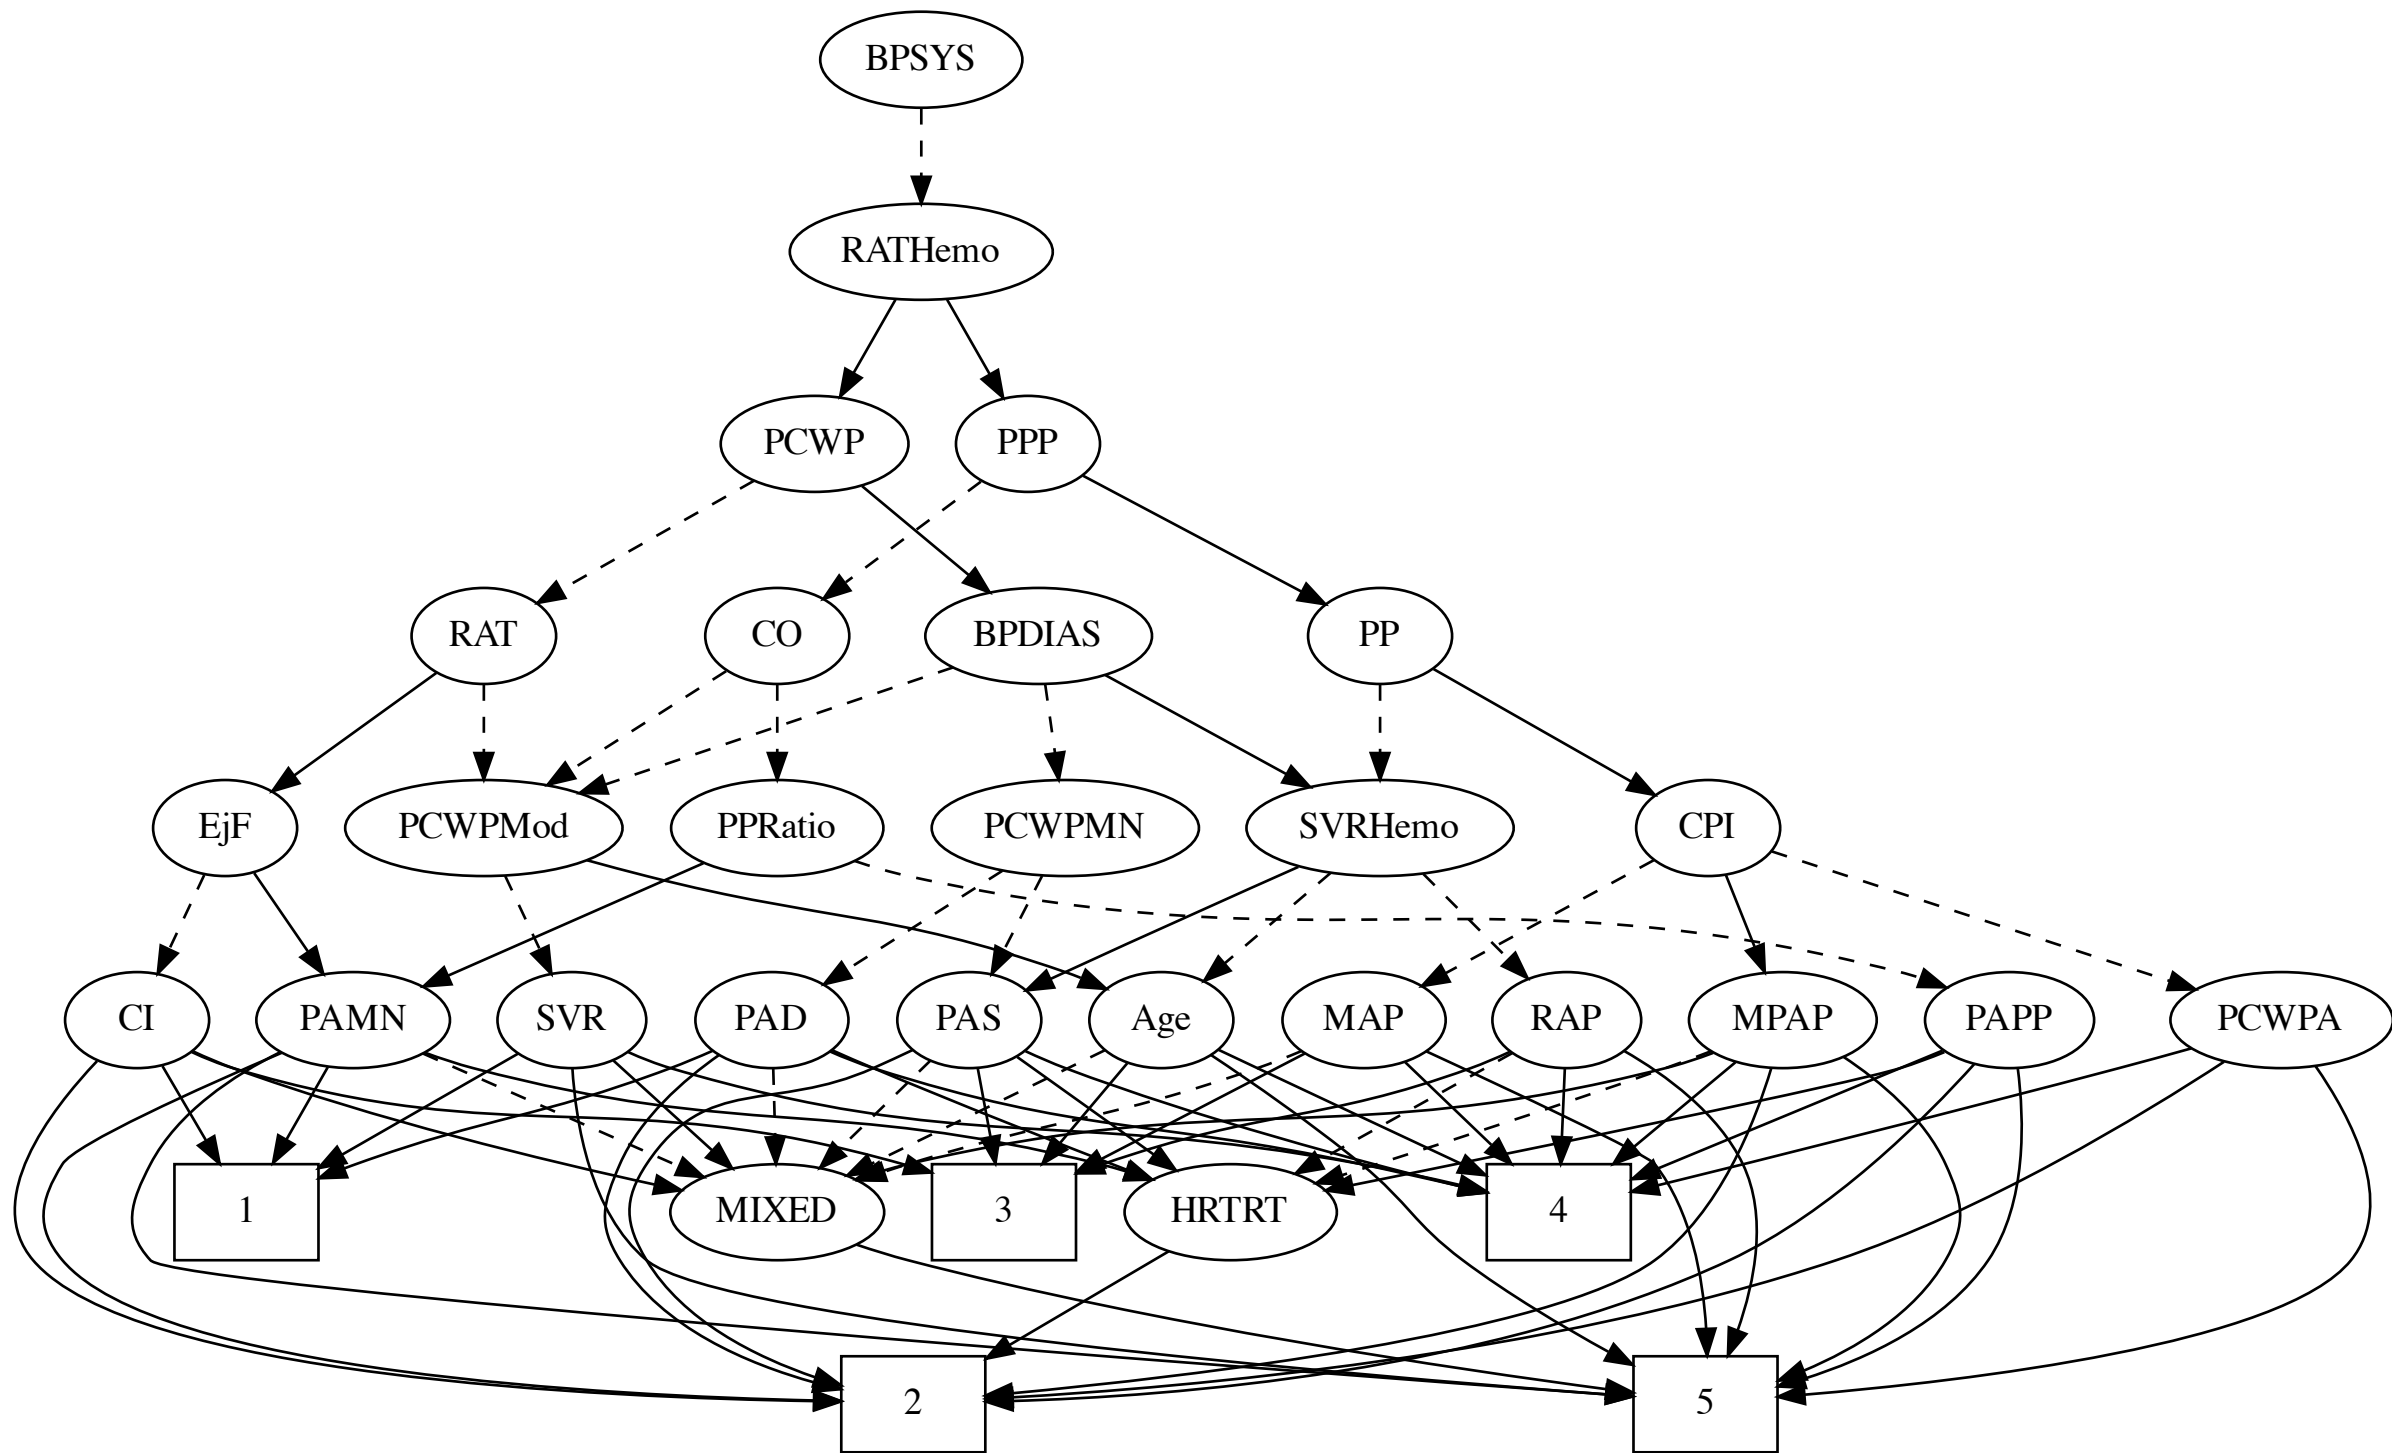 BPSYS
RATHemo
PCWP
PPP
RAT
CO
BPDIAS
PP
EjF
PCWPMod
PPRatio
PCWPMN
SVRHemo
CPI
CI
PAMN
SVR
PAD
PAS
Age
MAP
RAP
MPAP
PAPP
PCWPA
1
MIXED
3
HRTRT
4
2
5